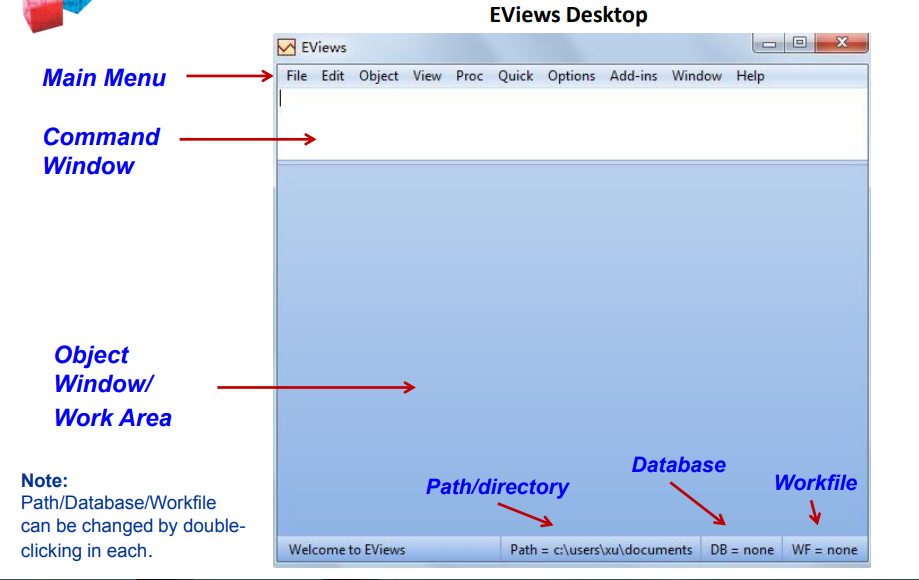 EViews Desktop
EViews
Main Menu
File Edit Object View Proc Quick Options Add-ins Window Help
Command
Window
Object
Window/
Work Area
Note:
Path/Database/Workfile
can be changed by double-
clicking in each.
Path/directory
Database
Workfile
Welcome to EViews
Path = c:\users\xu\documents
DB = none
WF = none